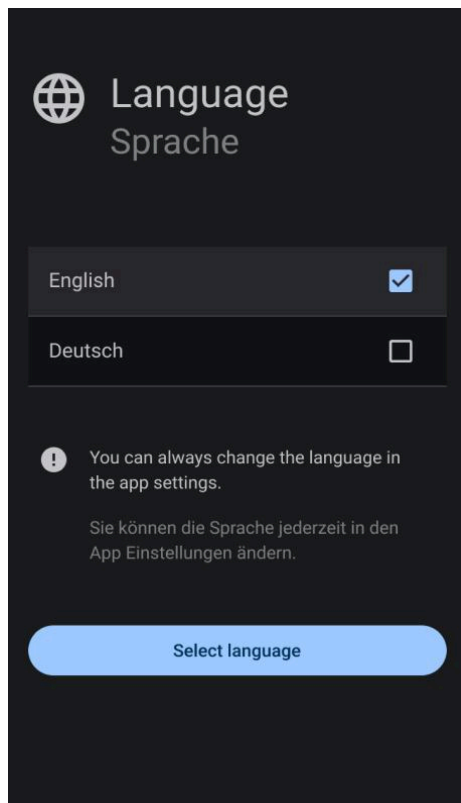 Language
Sprache
English
Deutsch
You can always change the language in
the app settings.
Sie können die Sprache jederzeit in den
App Einstellungen ändern.
Select language